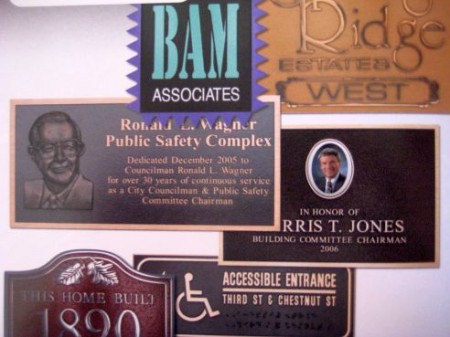 BAM
ASSOCIATES
Ridge
ESTATES
WEST
Ronald L. Wagner
Public Safety Complex
Dedicated December 2005 to
Councilman Ronald L. Wagner
for over 30 years of continuous service
as a City Councilman & Public Safety
Committee Chairman
IN HONOR OF
RRIS T. JONES
BUILDING COMMITTEE CHAIRMAN
2006
THIS HOME BUILT
1890
ACCESSIBLE ENTRANCE
THIRD ST & CHESTNUT ST